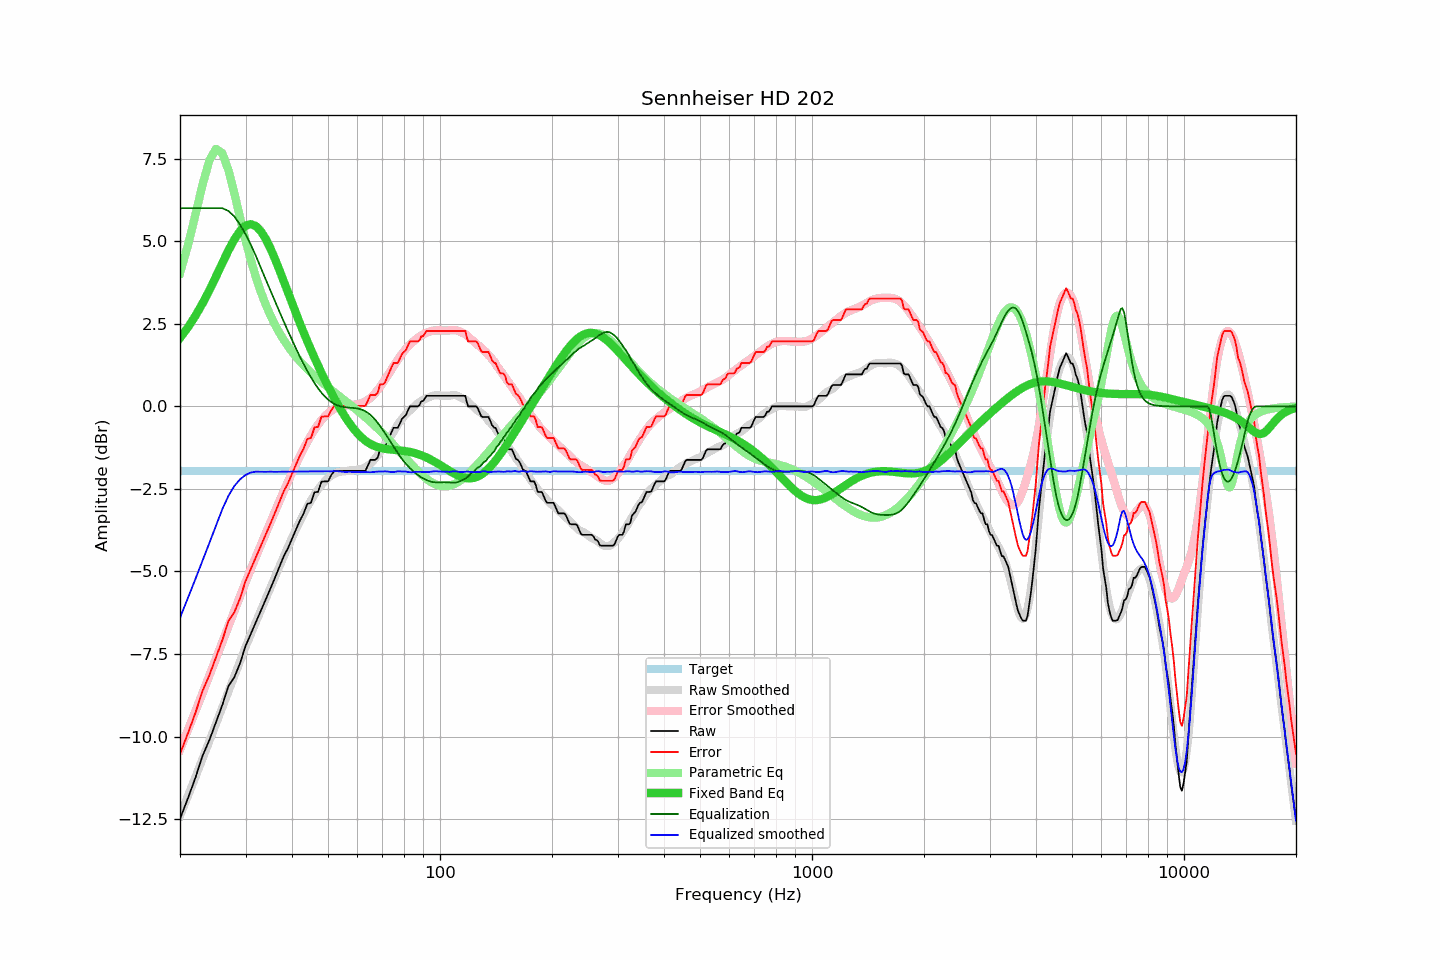 Sennheiser HD 202
Amplitude (dBr)
7.5
5.0
2.5
0.0
−2.5
−5.0
−7.5
−10.0
−12.5
Target
Raw Smoothed
Error Smoothed
Raw
Error
Parametric Eq
Fixed Band Eq
Equalization
Equalized smoothed
100
1000
10000
Frequency (Hz)